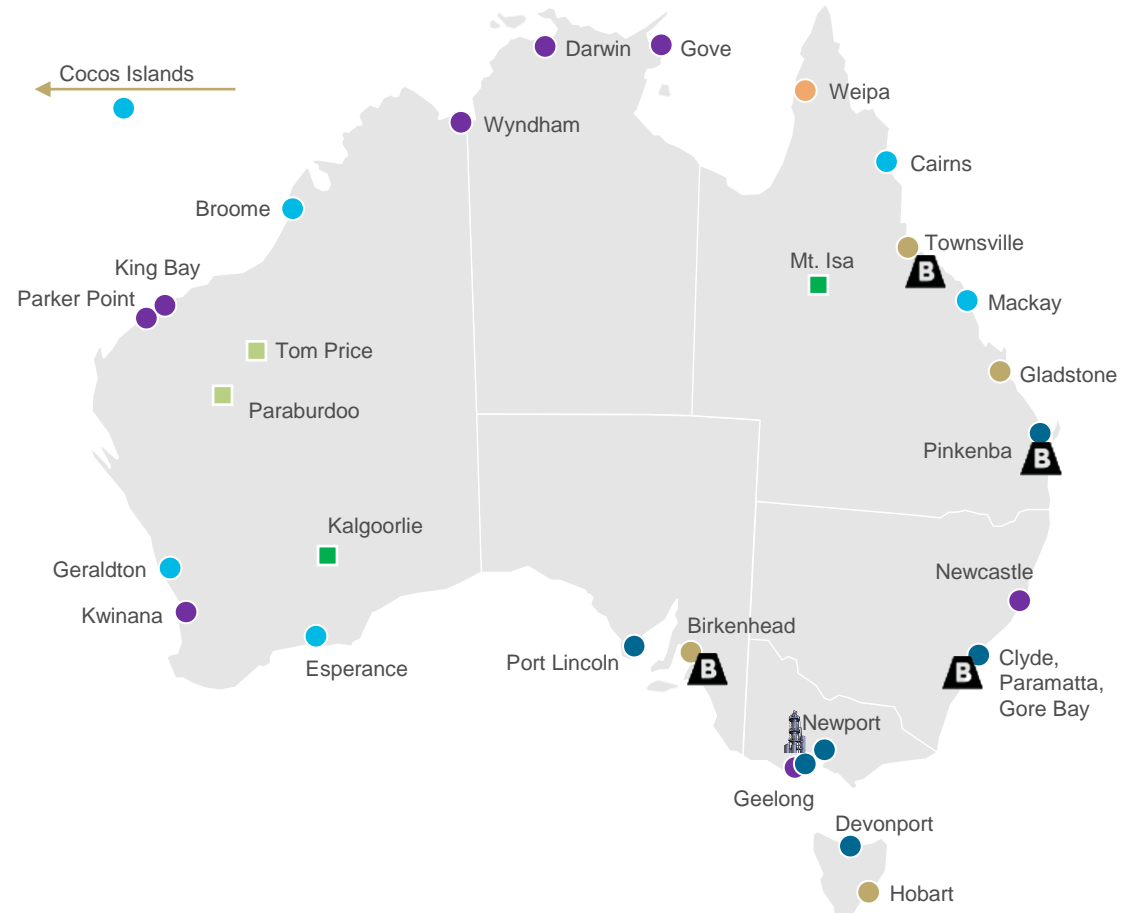 Darwin
Gove
Cocos Islands
Weipa
Wyndham
Cairns
Broome
Townsville
B
Mt. Isa
King Bay
Parker Point
Mackay
Tom Price
Gladstone
Paraburdoo
Pinkenba
B
Kalgoorlie
Geraldton
Newcastle
Kwinana
Birkenhead
B
Port Lincoln
Esperance
Clyde,
Paramatta,
Gore Bay
B
Newport
Geelong
Devonport
Hobart